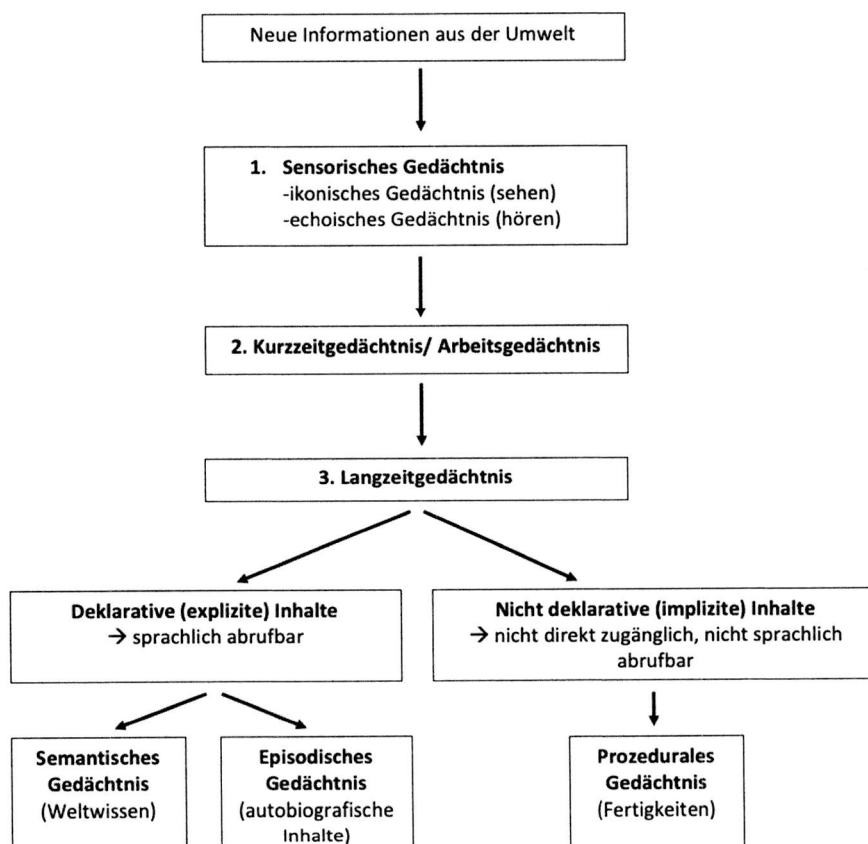 Neue Informationen aus der Umwelt
1. Sensorisches Gedächtnis
-ikonisches Gedächtnis (sehen)
-echoisches Gedächtnis (hören)
2. Kurzzeitgedächtnis/ Arbeitsgedächtnis
3. Langzeitgedächtnis
Deklarative (explizite) Inhalte
→ sprachlich abrufbar
Nicht deklarative (implizite) Inhalte
→ nicht direkt zugänglich, nicht sprachlich
abrufbar
Semantisches
Gedächtnis
(Weltwissen)
Episodisches
Gedächtnis
(autobiografische
Inhalte)
Prozedurales
Gedächtnis
(Fertigkeiten)